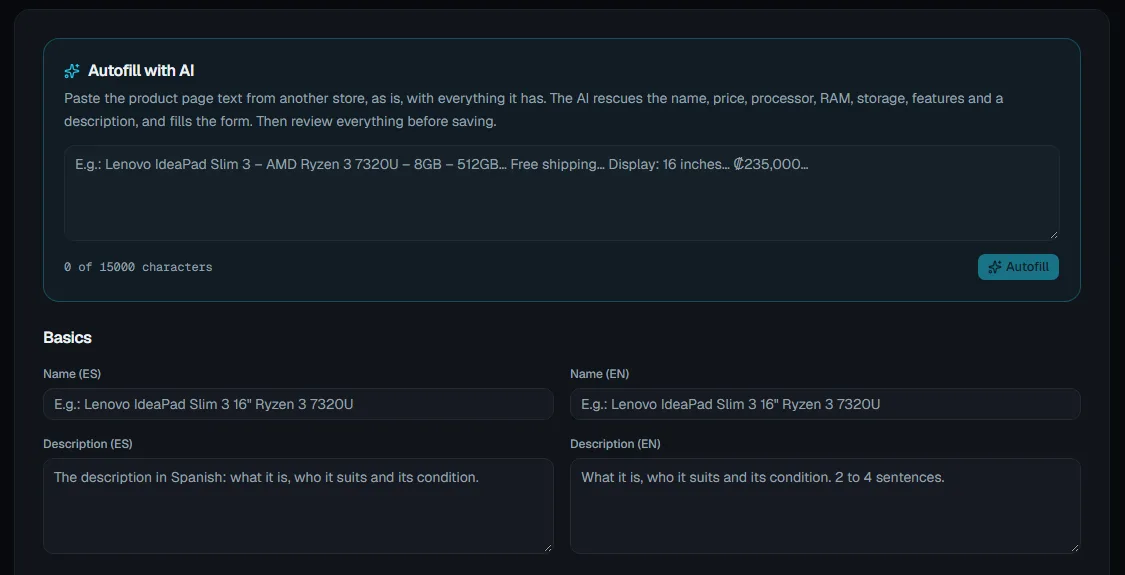 Autofill with AI
Paste the product page text from another store, as is, with everything it has. The AI rescues the name, price, processor, RAM, storage, features and a
description, and fills the form. Then review everything before saving.
E.g.: Lenovo IdeaPad Slim 3 – AMD Ryzen 3 7320U – 8GB – 512GB... Free shipping... Display: 16 inches... ₡235,000...
0 of 15000 characters
Autofill
Basics
Name (ES)
Name (EN)
E.g.: Lenovo IdeaPad Slim 3 16" Ryzen 3 7320U
E.g.: Lenovo IdeaPad Slim 3 16" Ryzen 3 7320U
Description (ES)
Description (EN)
The description in Spanish: what it is, who it suits and its condition.
What it is, who it suits and its condition. 2 to 4 sentences.